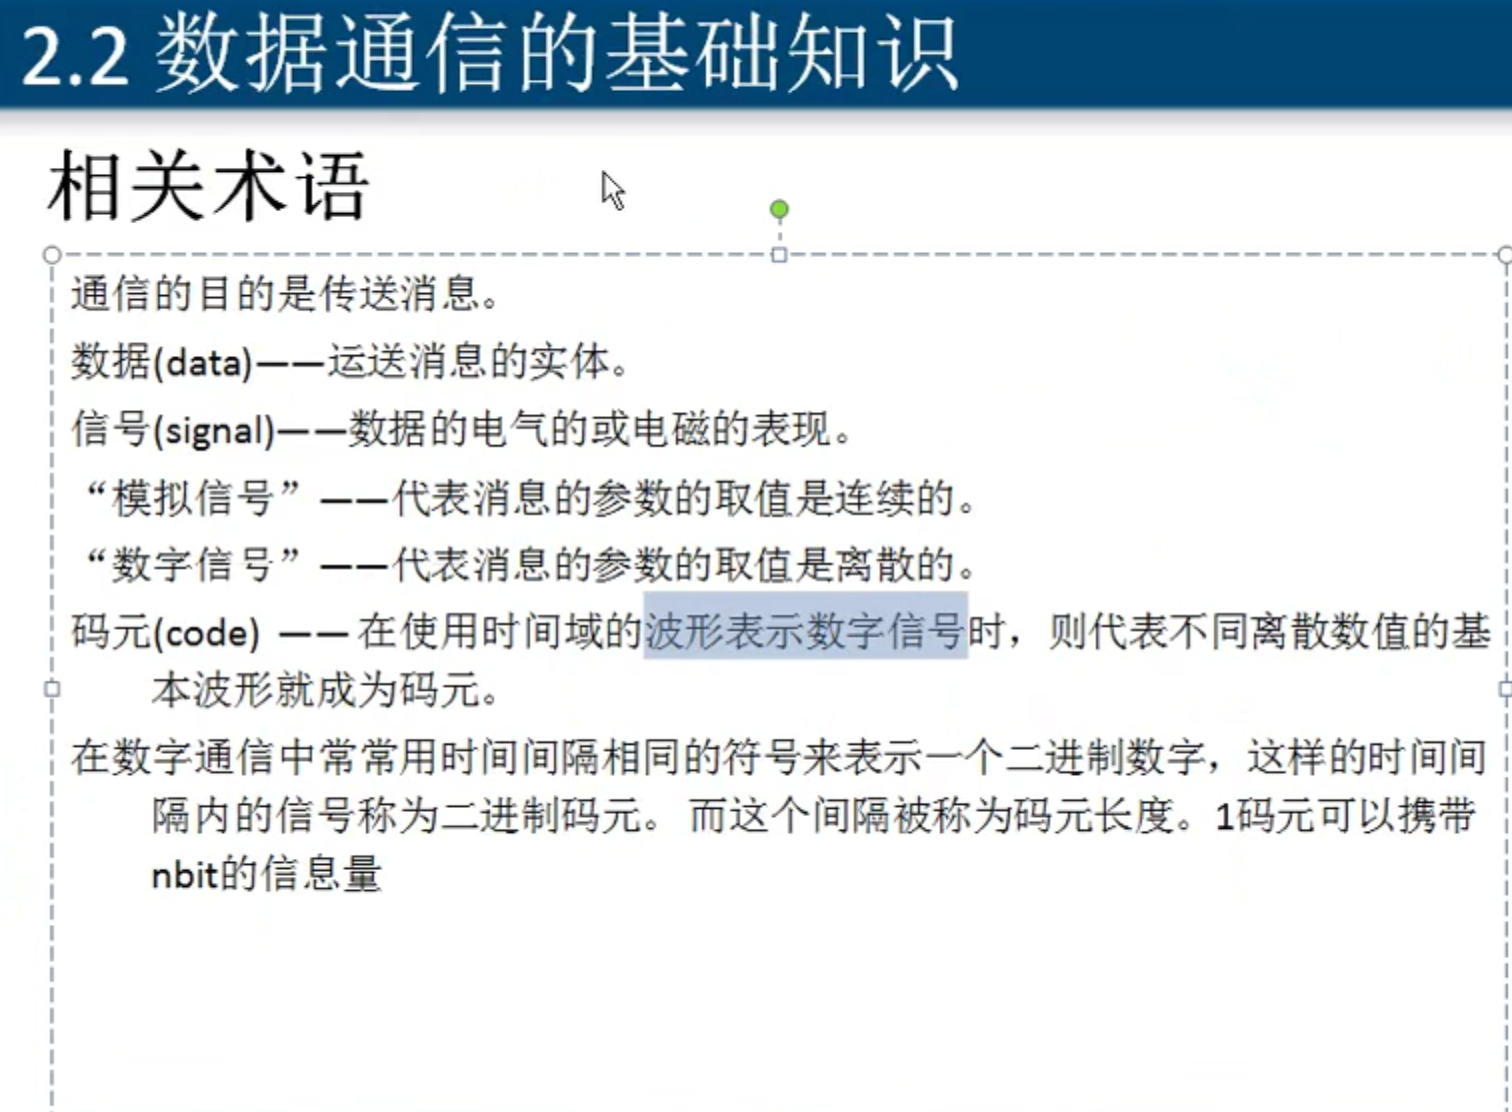 2.2 数据通信的基础知识
相关术语
通信的目的是传送消息。
数据(data)——运送消息的实体。
信号(signal)——数据的电气的或电磁的表现。
“模拟信号”——代表消息的参数的取值是连续的。
“数字信号”——代表消息的参数的取值是离散的。
码元(code) —— 在使用时间域的波形表示数字信号时，则代表不同离散数值的基
本波形就成为码元。
在数字通信中常常用时间间隔相同的符号来表示一个二进制数字，这样的时间间
隔内的信号称为二进制码元。 而这个间隔被称为码元长度。1码元可以携带
nbit的信息量